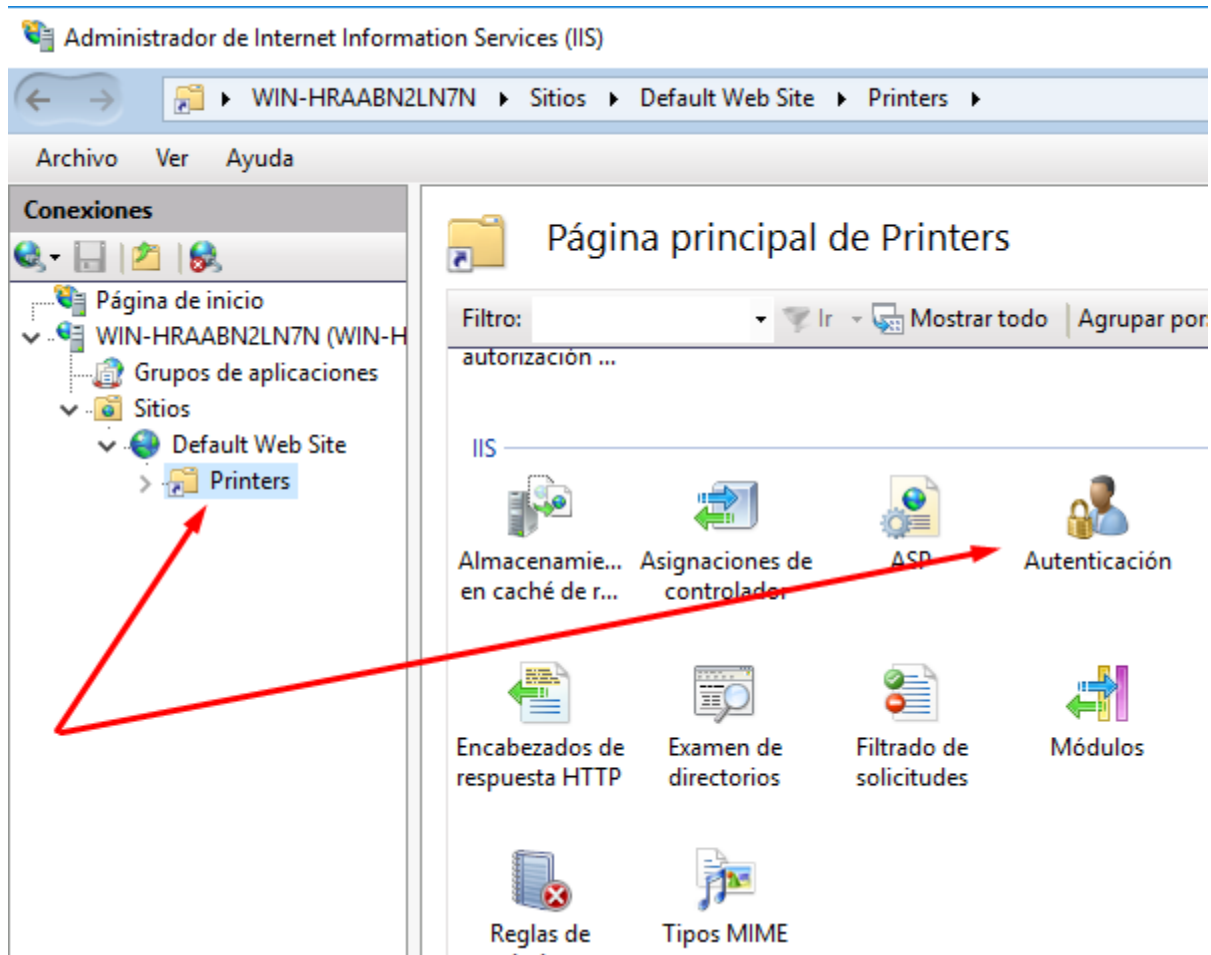 Administrador de Internet Information Services (IIS)
WIN-HRAABN2LN7N Sitios Default Web Site Printers
Archivo Ver Ayuda
Conexiones
Página de inicio
WIN-HRAABN2LN7N (WIN-H
Grupos de aplicaciones
Sitios
Default Web Site
Printers
Página principal de Printers
Filtro: Ir Mostrar todo Agrupar por:
autorización ...
IIS
Almacenamie... Asignaciones de ASP Autenticación
en caché de r... controlador
Encabezados de Examen de Filtrado de Módulos
respuesta HTTP directorios solicitudes
Reglas de Tipos MIME